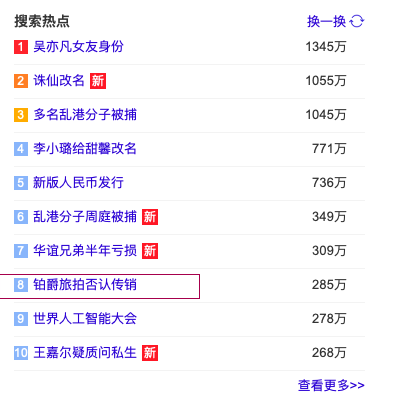 搜索热点 换一换
1 吴亦凡女友身份 1345万
2 诛仙改名 新 1055万
3 多名乱港分子被捕 1045万
4 李小璐给甜馨改名 771万
5 新版人民币发行 736万
6 乱港分子周庭被捕 新 349万
7 华谊兄弟半年亏损 新 309万
8 铂爵旅拍否认传销 285万
9 世界人工智能大会 278万
10 王嘉尔疑质问私生 新 268万
查看更多>>